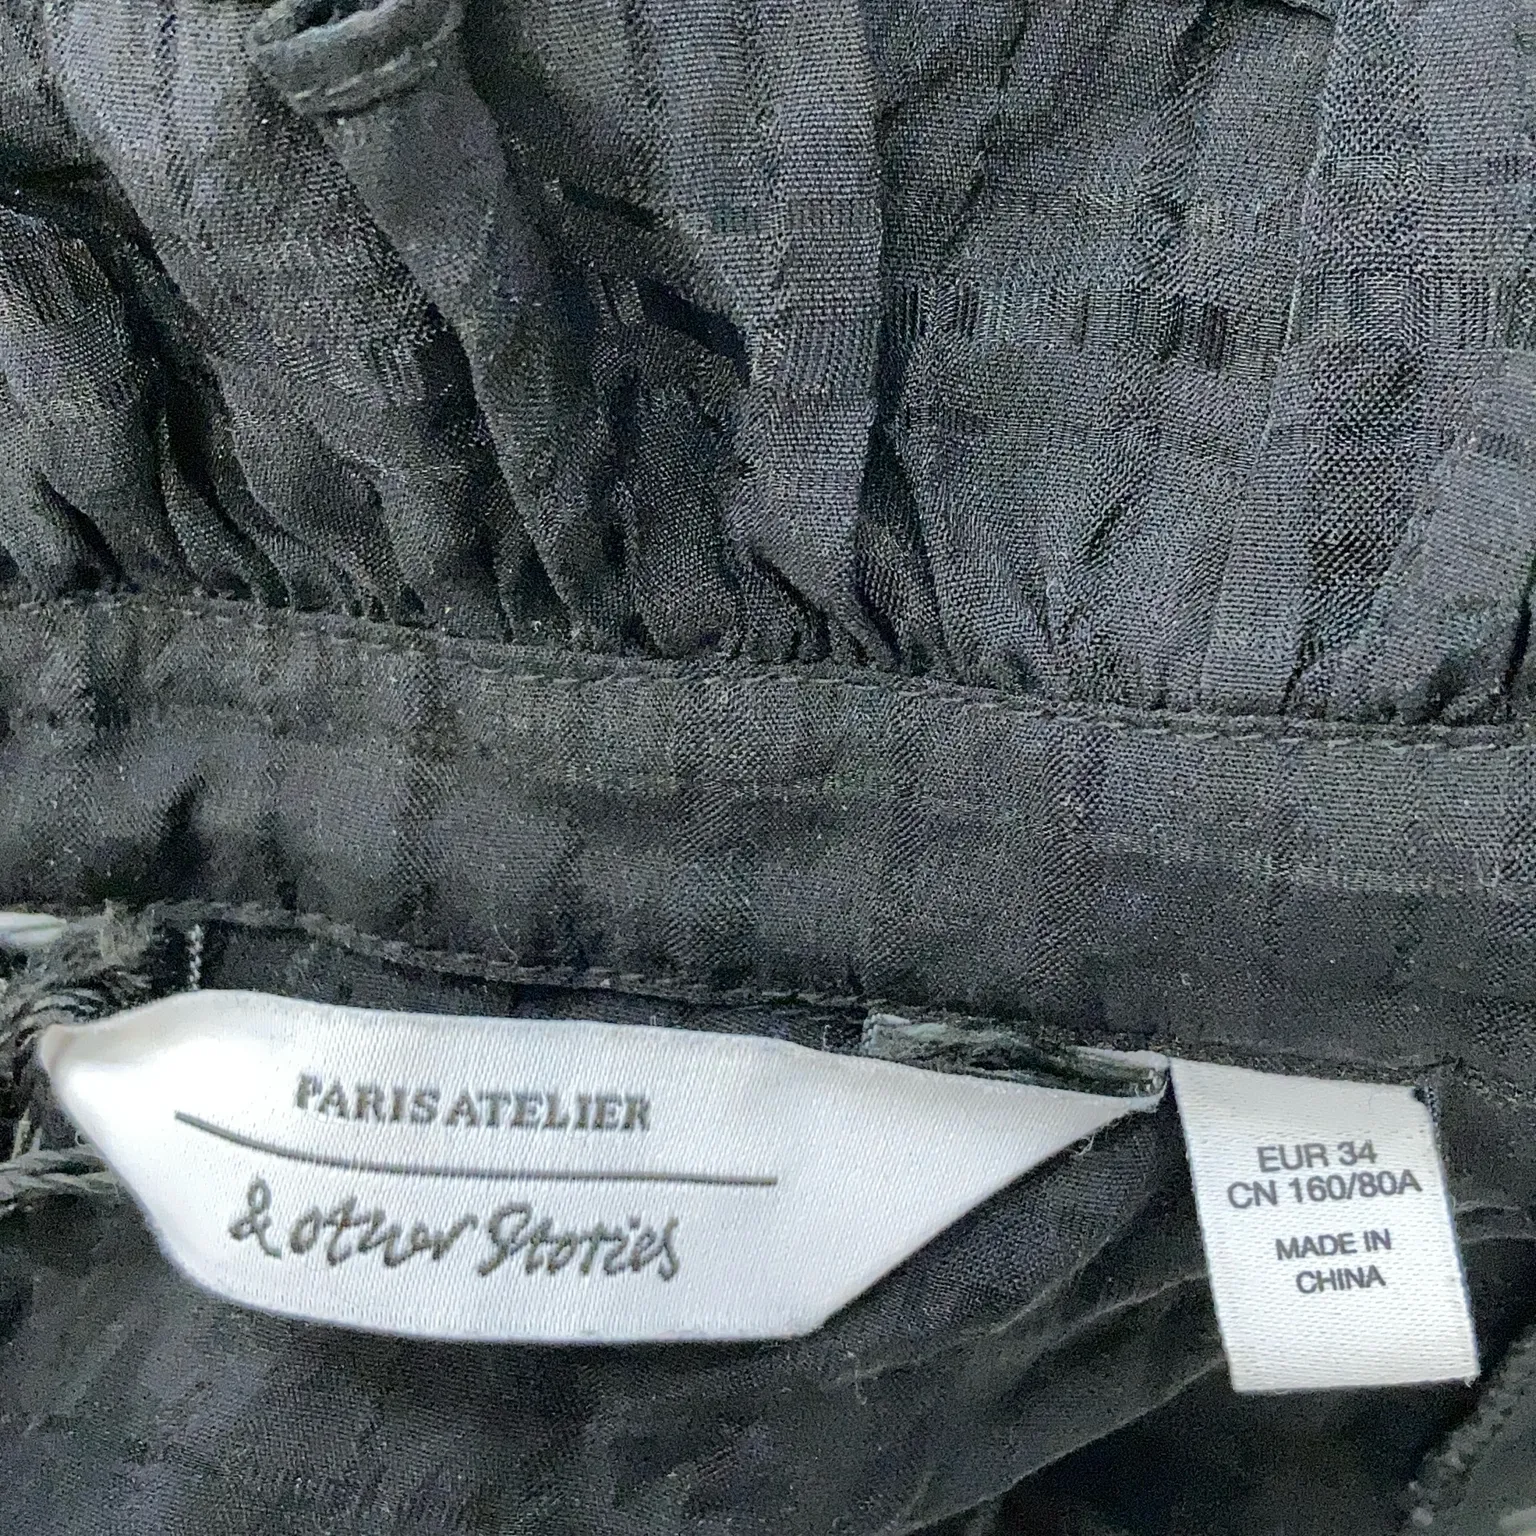 PARIS ATELIER
& other Stories
EUR 34
CN 160/80A
MADE IN
CHINA